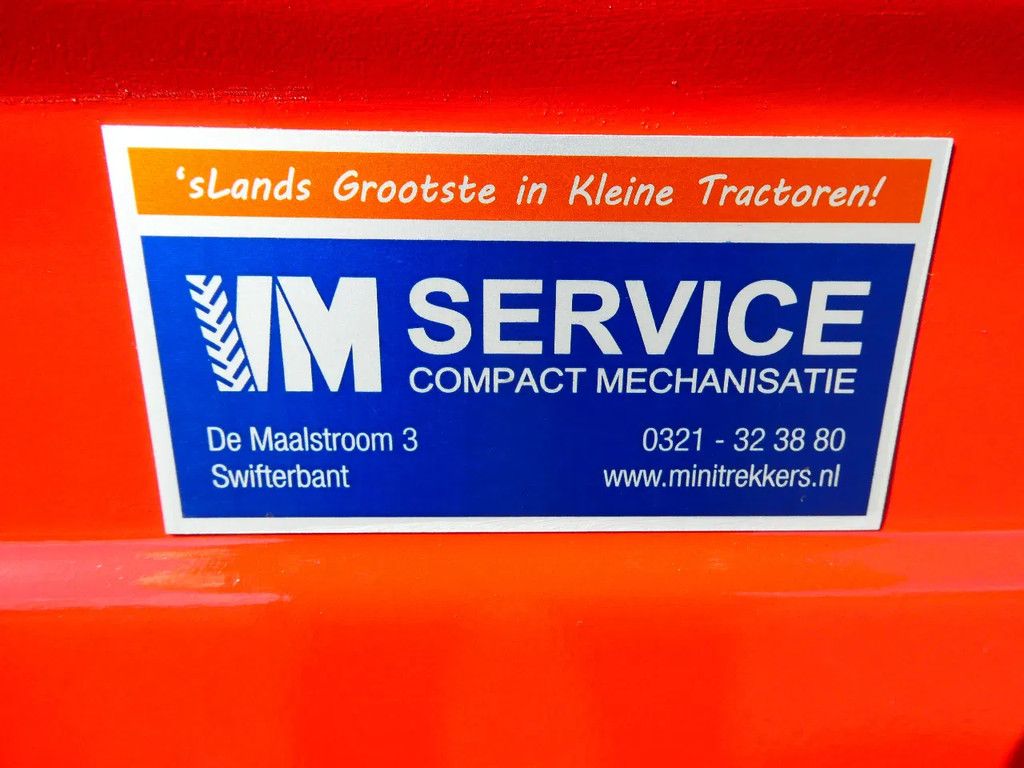 ‘sLands Grootste in Kleine Tractoren!
IM SERVICE
COMPACT MECHANISATIE
De Maalstroom 3
Swifterbant
0321 - 32 38 80
www.minitrekkers.nl